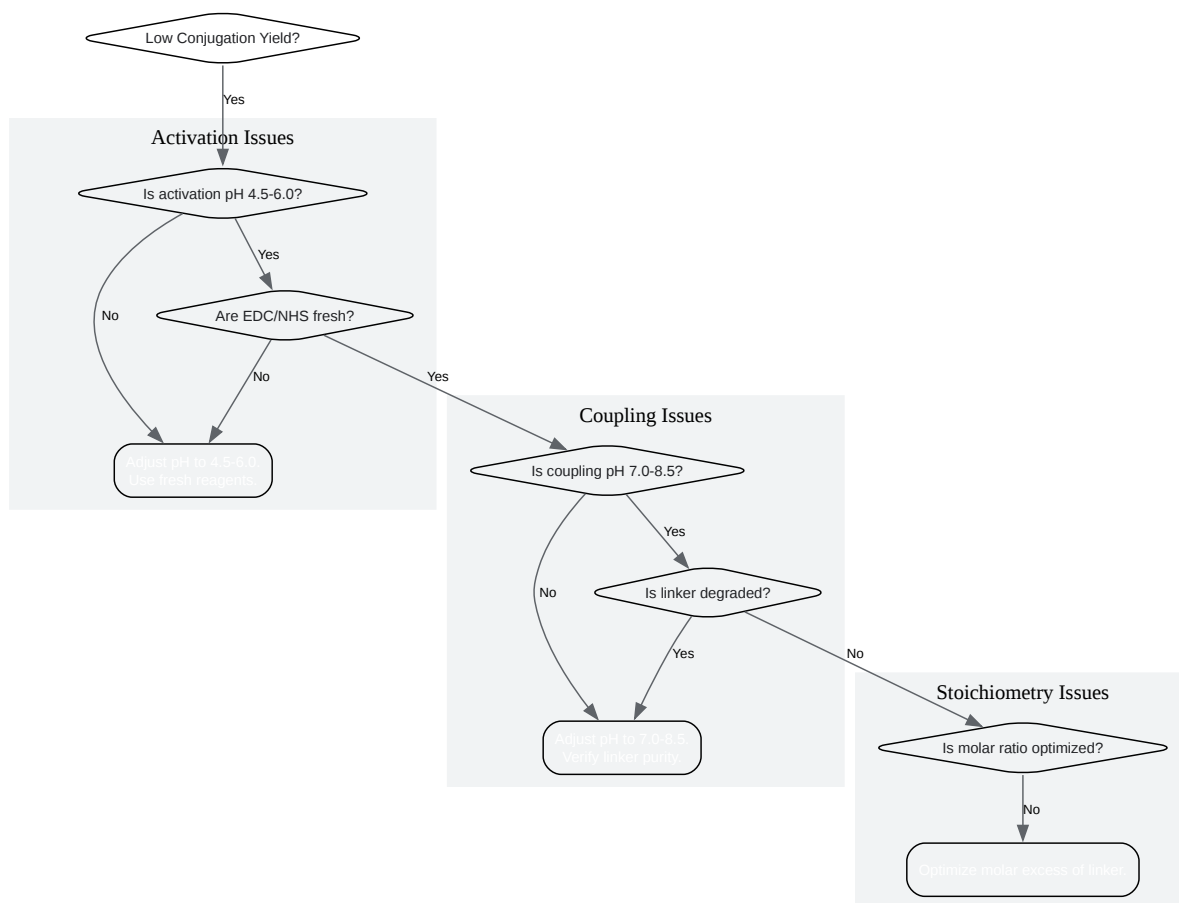 Low Conjugation Yield?
Yes
Activation Issues
Is activation pH 4.5-6.0?
Yes
No
Are EDC/NHS fresh?
No
Yes
Adjust pH to 4.5-6.0.
Use fresh reagents.
Coupling Issues
Is coupling pH 7.0-8.5?
Yes
No
Is linker degraded?
Yes
No
Adjust pH to 7.0-8.5.
Verify linker purity.
Stoichiometry Issues
Is molar ratio optimized?
No
Optimize molar excess of linker.